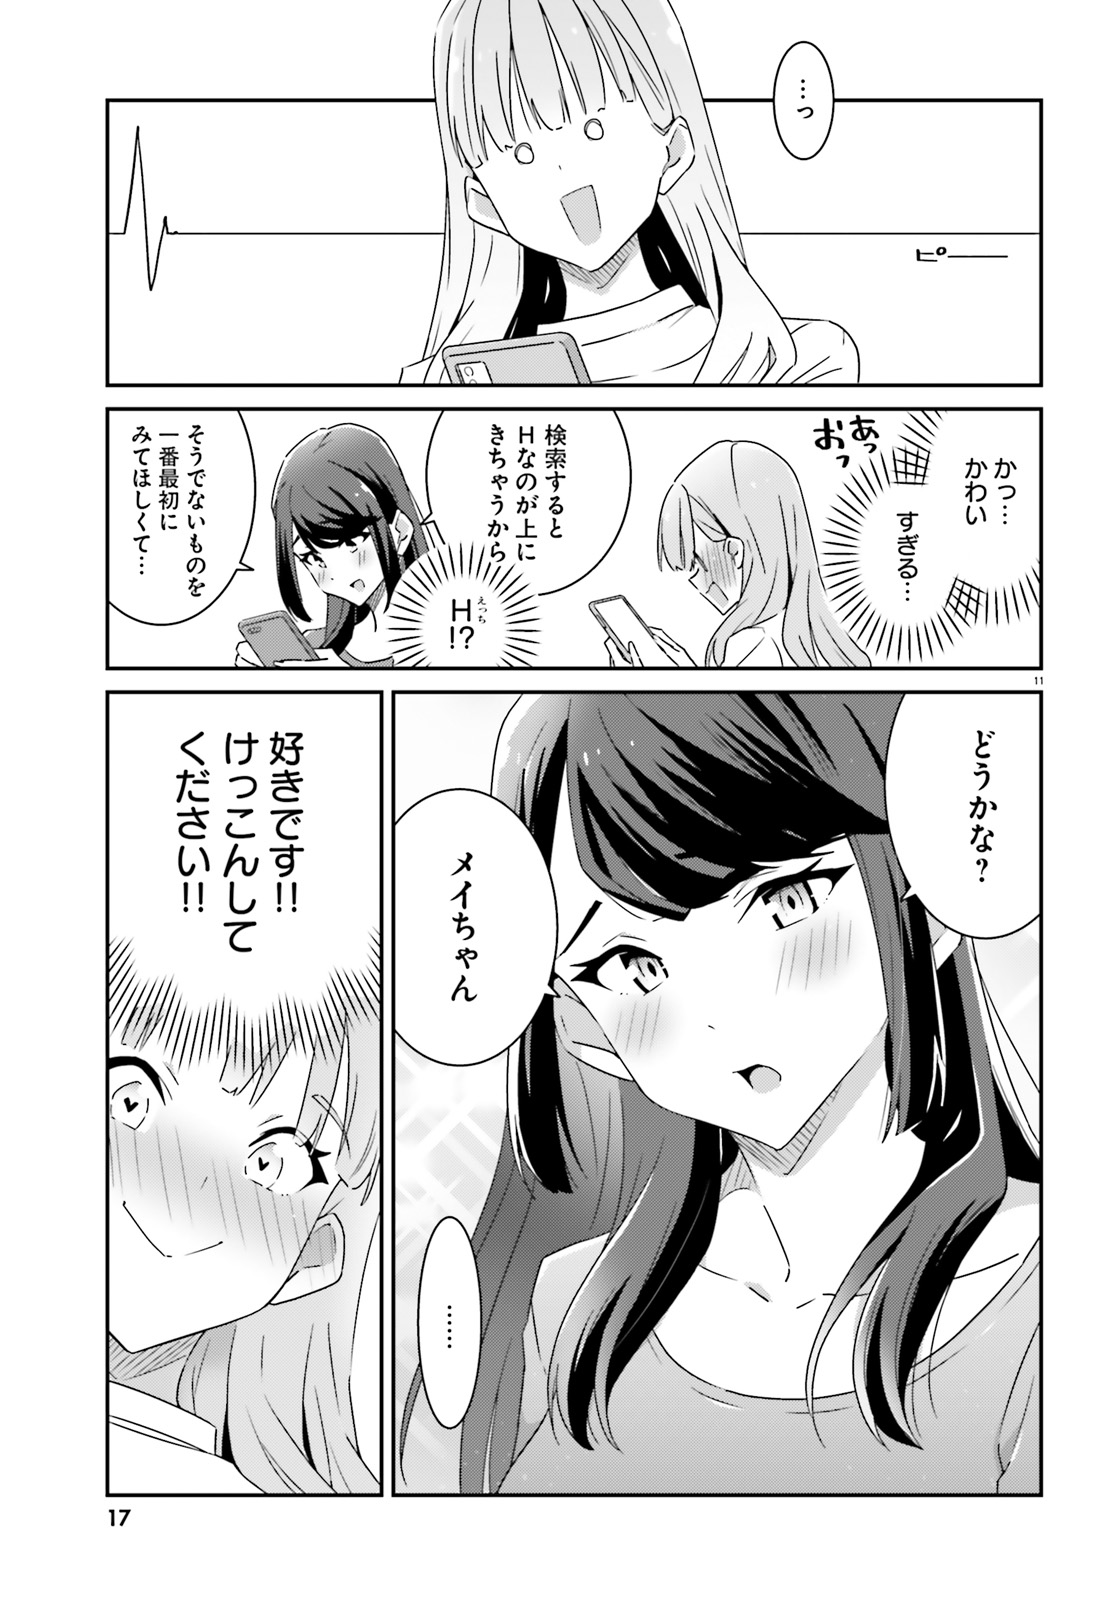 …っ
ピ――
かっ…
かわい
すぎる…
あっ
おっ
検索すると
Hなのが上に
きちゃうから
H!?
えっち
そうでないものを
一番最初に
みてほしくて…
11
どうかな?
メイちゃん
……
好きです!!
けっこんして
ください!!
17